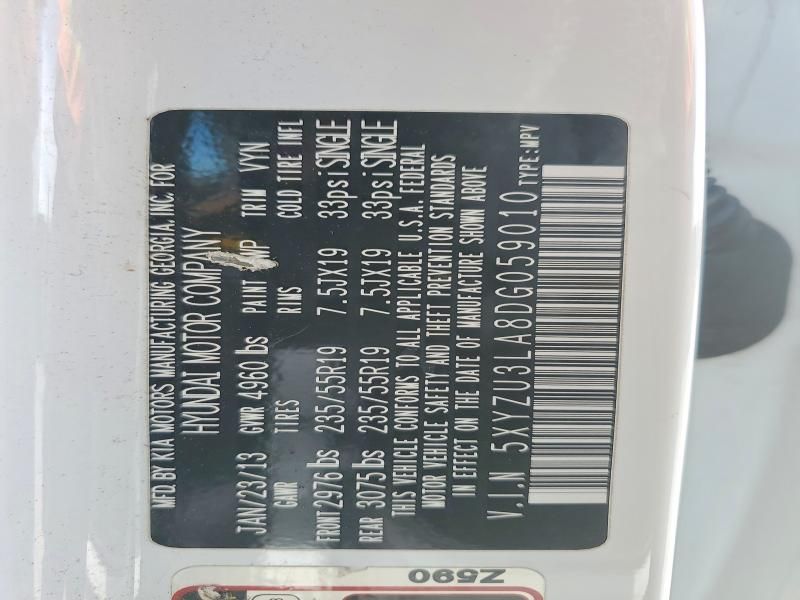 MFD BY KIA MOTORS MANUFACTURING GEORGIA, INC. FOR
HYUNDAI MOTOR COMPANY
JAN/23/13 GVWR 4960 lbs PAINT WP TRIM VYN
GAWR TIRES RIMS COLD TIRE INFL
FRONT 2976 lbs 235/55R19 7.5JX19 33psi SINGLE
REAR 3075 lbs 235/55R19 7.5JX19 33psi SINGLE
THIS VEHICLE CONFORMS TO ALL APPLICABLE U.S.A. FEDERAL
MOTOR VEHICLE SAFETY AND THEFT PREVENTION STANDARDS
IN EFFECT ON THE DATE OF MANUFACTURE SHOWN ABOVE
V.I.N 5XYZU3LA8DG059010 TYPE:MPV
Z590